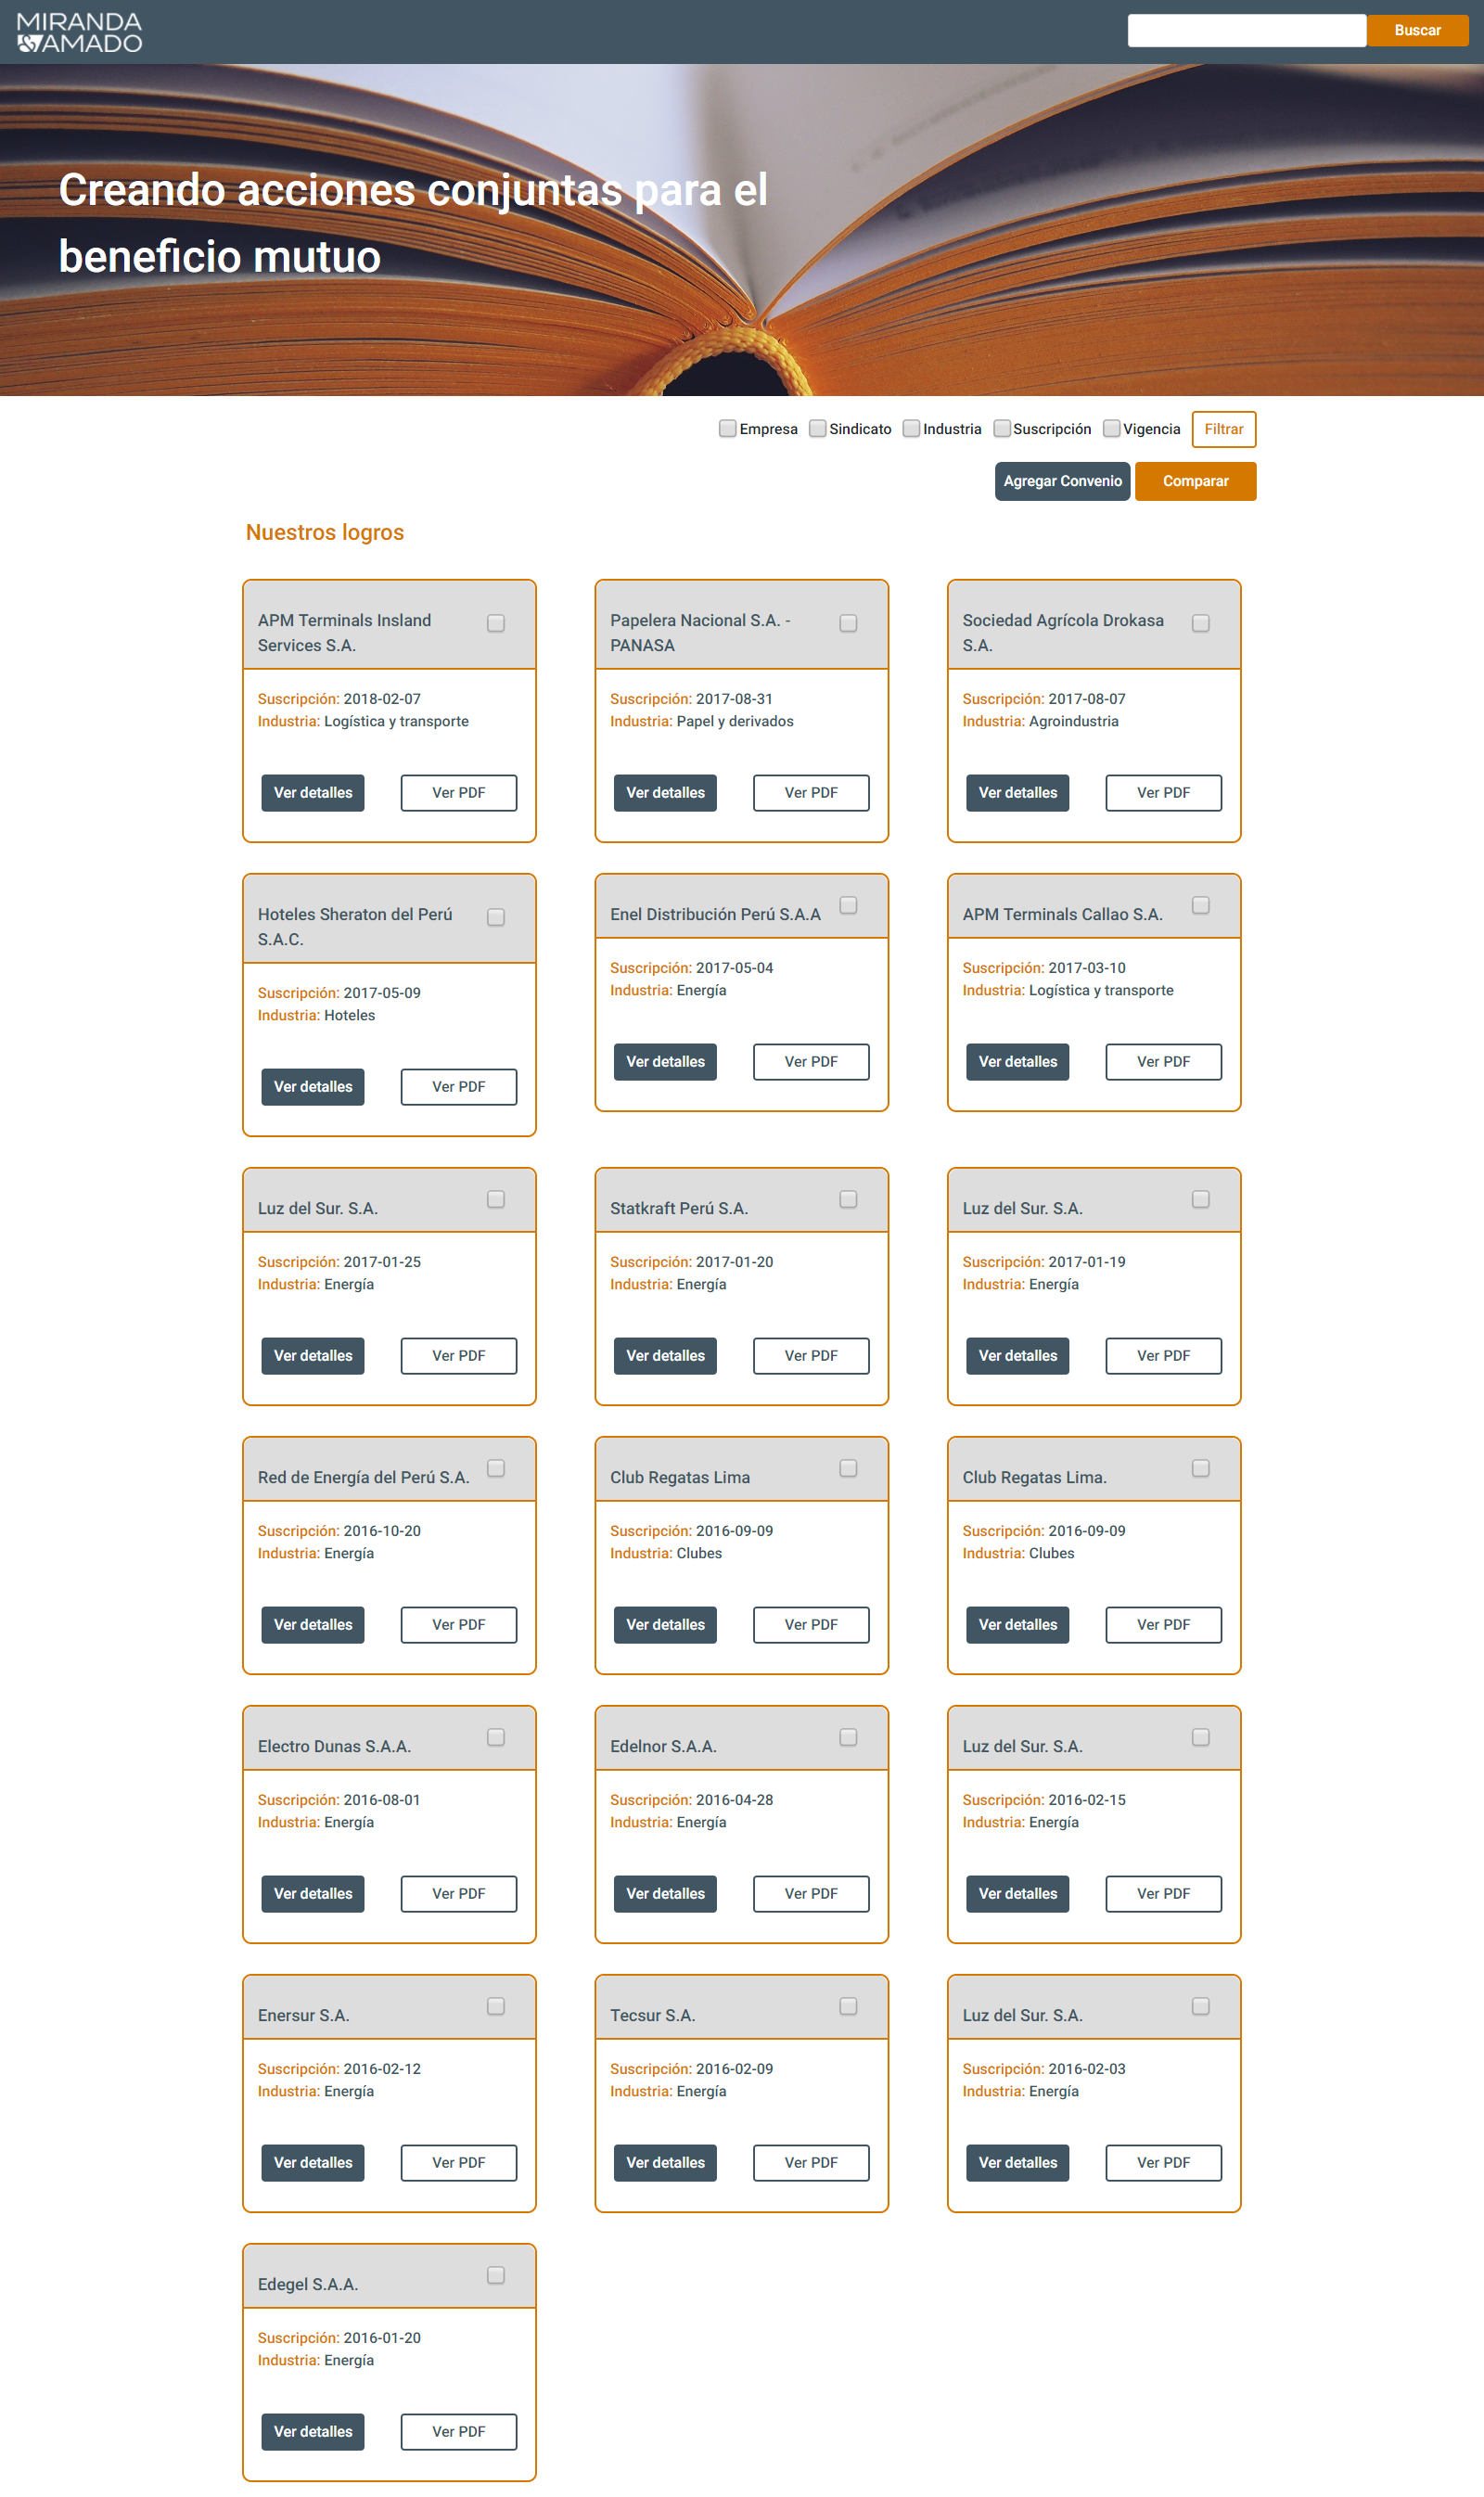 MIRANDA
&AMADO
Buscar
Creando acciones conjuntas para el
beneficio mutuo
Empresa Sindicato Industria Suscripción Vigencia Filtrar
Agregar Convenio Comparar
Nuestros logros
APM Terminals Insland
Services S.A.
Suscripción: 2018-02-07
Industria: Logística y transporte
Ver detalles Ver PDF
Papelera Nacional S.A. -
PANASA
Suscripción: 2017-08-31
Industria: Papel y derivados
Ver detalles Ver PDF
Sociedad Agrícola Drokasa
S.A.
Suscripción: 2017-08-07
Industria: Agroindustria
Ver detalles Ver PDF
Hoteles Sheraton del Perú
S.A.C.
Suscripción: 2017-05-09
Industria: Hoteles
Ver detalles Ver PDF
Enel Distribución Perú S.A.A
Suscripción: 2017-05-04
Industria: Energía
Ver detalles Ver PDF
APM Terminals Callao S.A.
Suscripción: 2017-03-10
Industria: Logística y transporte
Ver detalles Ver PDF
Luz del Sur. S.A.
Suscripción: 2017-01-25
Industria: Energía
Ver detalles Ver PDF
Statkraft Perú S.A.
Suscripción: 2017-01-20
Industria: Energía
Ver detalles Ver PDF
Luz del Sur. S.A.
Suscripción: 2017-01-19
Industria: Energía
Ver detalles Ver PDF
Red de Energía del Perú S.A.
Suscripción: 2016-10-20
Industria: Energía
Ver detalles Ver PDF
Club Regatas Lima
Suscripción: 2016-09-09
Industria: Clubes
Ver detalles Ver PDF
Club Regatas Lima.
Suscripción: 2016-09-09
Industria: Clubes
Ver detalles Ver PDF
Electro Dunas S.A.A.
Suscripción: 2016-08-01
Industria: Energía
Ver detalles Ver PDF
Edelnor S.A.A.
Suscripción: 2016-04-28
Industria: Energía
Ver detalles Ver PDF
Luz del Sur. S.A.
Suscripción: 2016-02-15
Industria: Energía
Ver detalles Ver PDF
Enersur S.A.
Suscripción: 2016-02-12
Industria: Energía
Ver detalles Ver PDF
Tecsur S.A.
Suscripción: 2016-02-09
Industria: Energía
Ver detalles Ver PDF
Luz del Sur. S.A.
Suscripción: 2016-02-03
Industria: Energía
Ver detalles Ver PDF
Edegel S.A.A.
Suscripción: 2016-01-20
Industria: Energía
Ver detalles Ver PDF